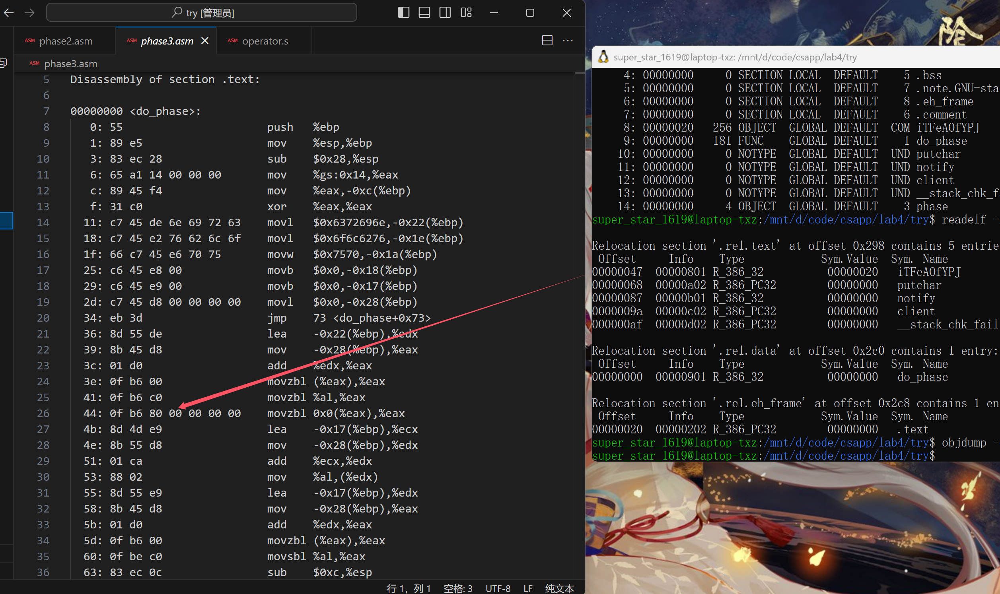 try [管理员]
ASM phase2.asm
ASM phase3.asm
ASM operator.s
ASM phase3.asm
5 Disassembly of section .text:
6
7 00000000 <do_phase>:
8 0: 55 push %ebp
9 1: 89 e5 mov %esp,%ebp
10 3: 83 ec 28 sub $0x28,%esp
11 6: 65 a1 14 00 00 00 mov %gs:0x14,%eax
12 c: 89 45 f4 mov %eax,-0xc(%ebp)
13 f: 31 c0 xor %eax,%eax
14 11: c7 45 de 6e 69 72 63 movl $0x6372696e,-0x22(%ebp)
15 18: c7 45 e2 76 62 6c 6f movl $0x6f6c6276,-0x1e(%ebp)
16 1f: 66 c7 45 e6 70 75 movw $0x7570,-0x1a(%ebp)
17 25: c6 45 e8 00 movb $0x0,-0x18(%ebp)
18 29: c6 45 e9 00 movb $0x0,-0x17(%ebp)
19 2d: c7 45 d8 00 00 00 00 movl $0x0,-0x28(%ebp)
20 34: eb 3d jmp 73 <do_phase+0x73>
21 36: 8d 55 de lea -0x22(%ebp),%edx
22 39: 8b 45 d8 mov -0x28(%ebp),%eax
23 3c: 01 d0 add %edx,%eax
24 3e: 0f b6 00 movzbl (%eax),%eax
25 41: 0f b6 c0 movzbl %al,%eax
26 44: 0f b6 80 00 00 00 00 movzbl 0x0(%eax),%eax
27 4b: 8d 4d e9 lea -0x17(%ebp),%ecx
28 4e: 8b 55 d8 mov -0x28(%ebp),%edx
29 51: 01 ca add %ecx,%edx
30 53: 88 02 mov %al,(%edx)
31 55: 8d 55 e9 lea -0x17(%ebp),%edx
32 58: 8b 45 d8 mov -0x28(%ebp),%eax
33 5b: 01 d0 add %edx,%eax
34 5d: 0f b6 00 movzbl (%eax),%eax
35 60: 0f be c0 movsbl %al,%eax
36 63: 83 ec 0c sub $0xc,%esp
行 1, 列 1 空格: 3 UTF-8 LF 纯文本
super_star_1619@laptop-txz: /mnt/d/code/csapp/lab4/try
4: 00000000 0 SECTION LOCAL DEFAULT 5 .bss
5: 00000000 0 SECTION LOCAL DEFAULT 7 .note.GNU-sta
6: 00000000 0 SECTION LOCAL DEFAULT 8 .eh_frame
7: 00000000 0 SECTION LOCAL DEFAULT 6 .comment
8: 00000020 256 OBJECT GLOBAL DEFAULT COM iTFeAOfYPJ
9: 00000000 181 FUNC GLOBAL DEFAULT 1 do_phase
10: 00000000 0 NOTYPE GLOBAL DEFAULT UND putchar
11: 00000000 0 NOTYPE GLOBAL DEFAULT UND notify
12: 00000000 0 NOTYPE GLOBAL DEFAULT UND client
13: 00000000 0 NOTYPE GLOBAL DEFAULT UND __stack_chk_f
14: 00000000 4 OBJECT GLOBAL DEFAULT 3 phase
super_star_1619@laptop-txz:/mnt/d/code/csapp/lab4/try$ readelf -
Relocation section '.rel.text' at offset 0x298 contains 5 entrie
Offset Info Type Sym.Value Sym. Name
00000047 00000801 R_386_32 00000020 iTFeAOfYPJ
00000068 00000a02 R_386_PC32 00000000 putchar
00000087 00000b01 R_386_32 00000000 notify
0000009a 00000c02 R_386_PC32 00000000 client
000000af 00000d02 R_386_PC32 00000000 __stack_chk_fail
Relocation section '.rel.data' at offset 0x2c0 contains 1 entry:
Offset Info Type Sym.Value Sym. Name
00000000 00000901 R_386_32 00000000 do_phase
Relocation section '.rel.eh_frame' at offset 0x2c8 contains 1 en
Offset Info Type Sym.Value Sym. Name
00000020 00000202 R_386_PC32 00000000 .text
super_star_1619@laptop-txz:/mnt/d/code/csapp/lab4/try$ objdump -
super_star_1619@laptop-txz:/mnt/d/code/csapp/lab4/try$